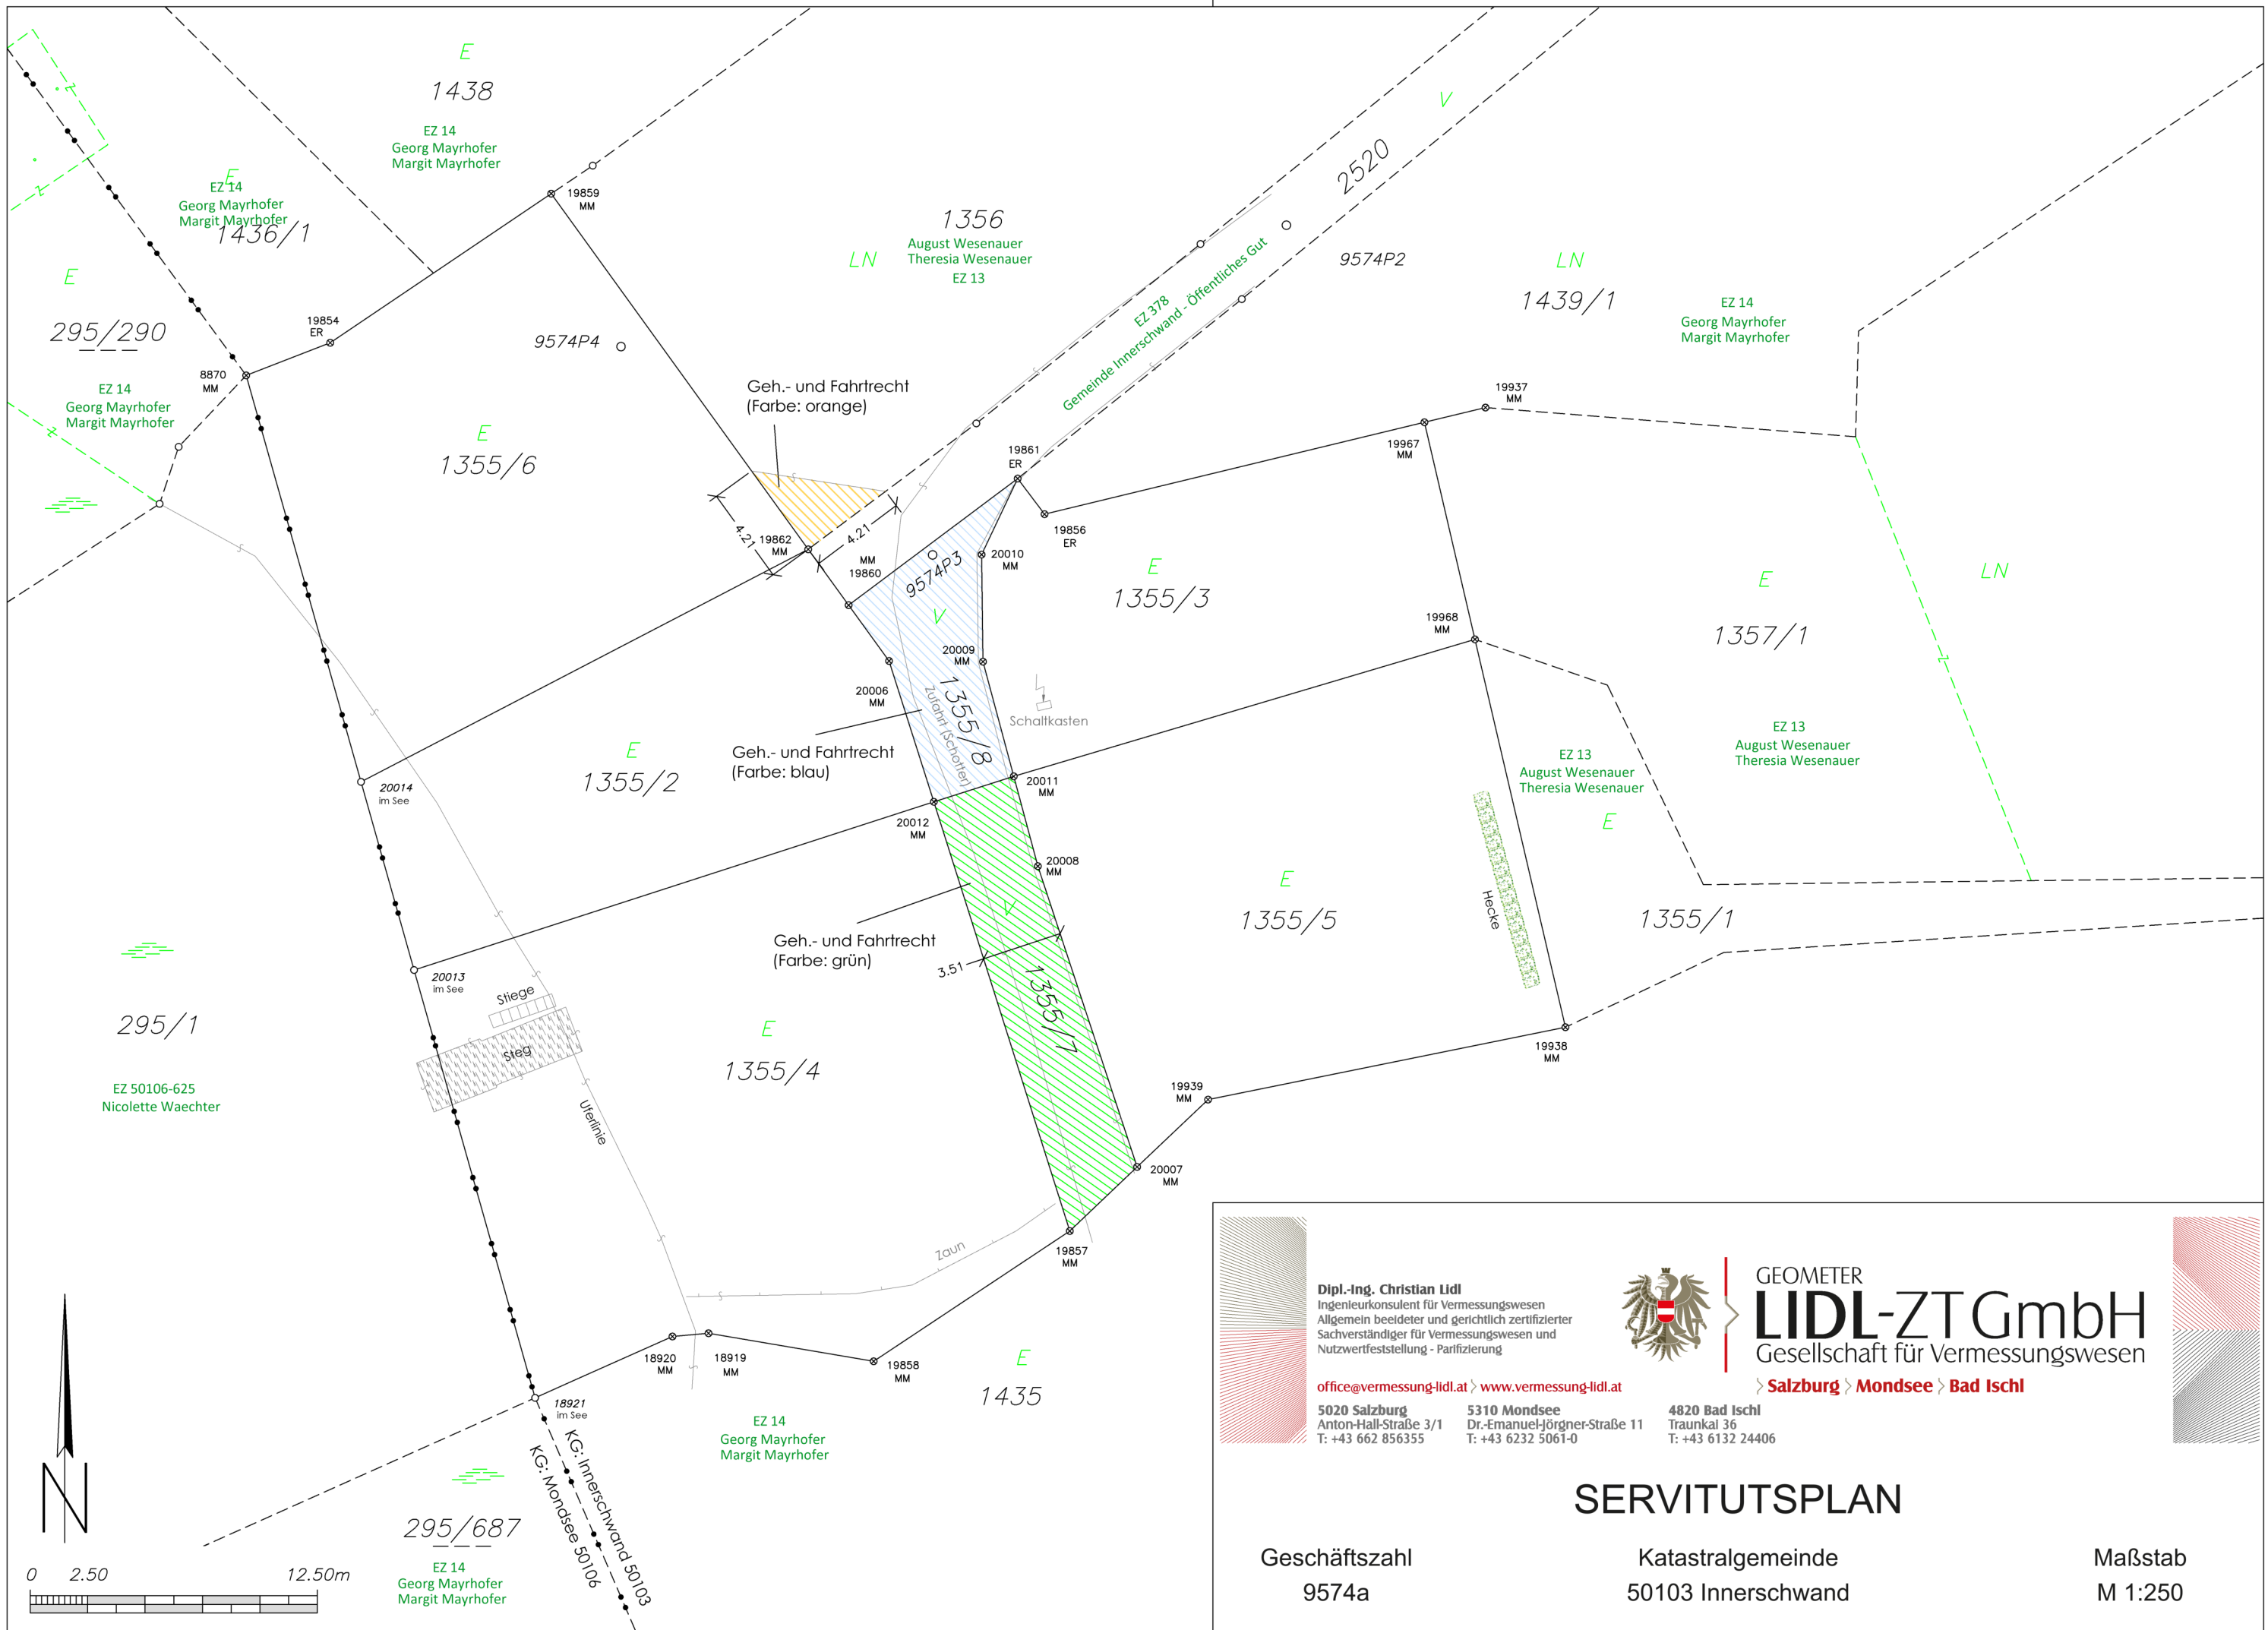 E
1438
EZ 14
Georg Mayrhofer
Margit Mayrhofer
E
EZ 14
Georg Mayrhofer
Margit Mayrhofer
1436/1
E
295/290
EZ 14
Georg Mayrhofer
Margit Mayrhofer
19859
MM
19854
ER
8870
MM
9574P4
E
1355/6
1356
August Wesenauer
Theresia Wesenauer
EZ 13
LN
V
2520
EZ 378
Gemeinde Innerschwand - Öffentliches Gut
9574P2
LN
1439/1
EZ 14
Georg Mayrhofer
Margit Mayrhofer
Geh.- und Fahrtrecht
(Farbe: orange)
4.21
4.21
19862
MM
MM
19860
19861
ER
19856
ER
19967
MM
19937
MM
9574P3
V
20010
MM
20009
MM
20006
MM
E
1355/3
19968
MM
E
1357/1
LN
1355/8
Zufahrt (Schotter)
Schaltkasten
Geh.- und Fahrtrecht
(Farbe: blau)
E
1355/2
20014
im See
20011
MM
20012
MM
20008
MM
EZ 13
August Wesenauer
Theresia Wesenauer
EZ 13
August Wesenauer
Theresia Wesenauer
E
1355/1
Hecke
E
1355/5
V
Geh.- und Fahrtrecht
(Farbe: grün)
3.51
1355/7
20013
im See
Stiege
Steg
Uferlinie
E
1355/4
295/1
EZ 50106-625
Nicolette Waechter
19938
MM
19939
MM
20007
MM
19857
MM
Zaun
18920
MM
18919
MM
19858
MM
18921
im See
E
1435
EZ 14
Georg Mayrhofer
Margit Mayrhofer
KG: Innerschwand 50103
KG: Mondsee 50106
295/687
EZ 14
Georg Mayrhofer
Margit Mayrhofer
N
0 2.50 12.50m
Dipl.-Ing. Christian Lidl
Ingenieurkonsulent für Vermessungswesen
Allgemein beeideter und gerichtlich zertifizierter
Sachverständiger für Vermessungswesen und
Nutzwertfeststellung - Parifizierung
office@vermessung-lidl.at > www.vermessung-lidl.at
5020 Salzburg
Anton-Hall-Straße 3/1
T: +43 662 856355
5310 Mondsee
Dr.-Emanuel-Jörgner-Straße 11
T: +43 6232 5061-0
4820 Bad Ischl
Traunkai 36
T: +43 6132 24406
GEOMETER
LIDL-ZT GmbH
Gesellschaft für Vermessungswesen
> Salzburg > Mondsee > Bad Ischl
SERVITUTSPLAN
Geschäftszahl
9574a
Katastralgemeinde
50103 Innerschwand
Maßstab
M 1:250